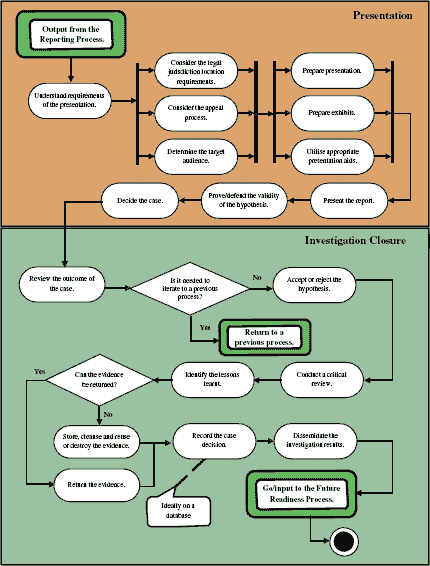 Presentation
Output from the
Reporting Process.
Understand requirements
of the presentation.
Consider the legal
jurisdiction location
requirements.
Consider the appeal
process.
Determine the target
audience.
Prepare presentation.
Prepare exhibits.
Utilise appropriate
presentation aids.
Present the report.
Prove/defend the validity
of the hypothesis.
Decide the case.
Investigation Closure
Review the outcome of
the case.
Is it needed to
iterate to a previous
process?
No
Accept or reject the
hypothesis.
Yes
Return to a
previous process.
Conduct a critical
review.
Identify the lessons
learnt.
Can the evidence
be returned?
Yes
No
Store, cleanse and reuse
or destroy the evidence.
Return the evidence.
Record the case
decision.
Disseminate the
investigation results.
Ideally on a
database
Go/input to the Future
Readiness Process.